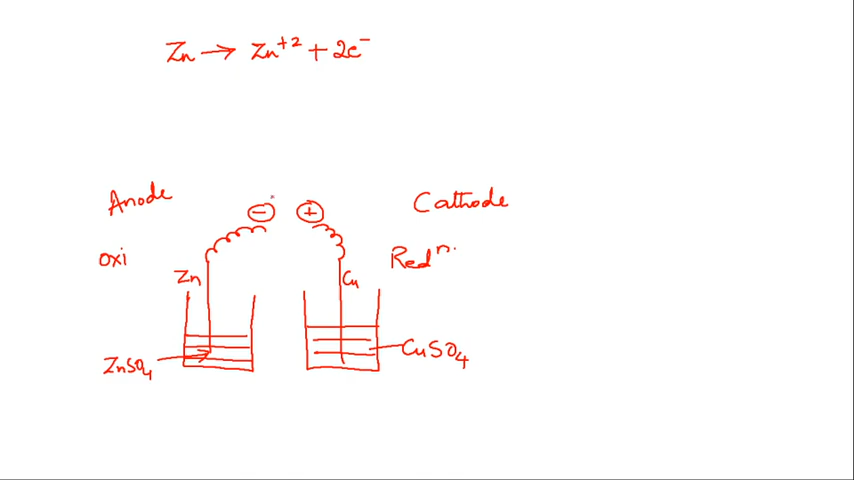 Zn → Zn⁺² + 2e⁻
Anode
− +
Cathode
oxi
Redⁿ.
Zn
Cu
ZnSO₄
CuSO₄